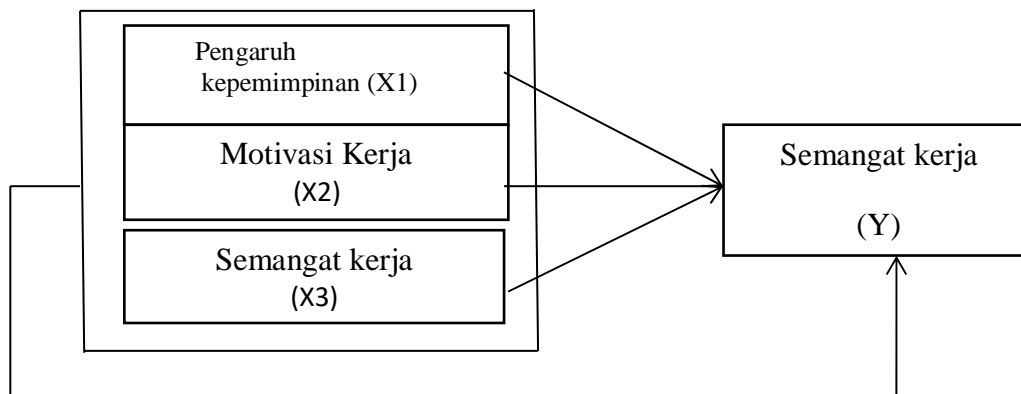 Pengaruh
kepemimpinan (X1)
Motivasi Kerja
(X2)
Semangat kerja
(X3)
Semangat kerja
(Y)